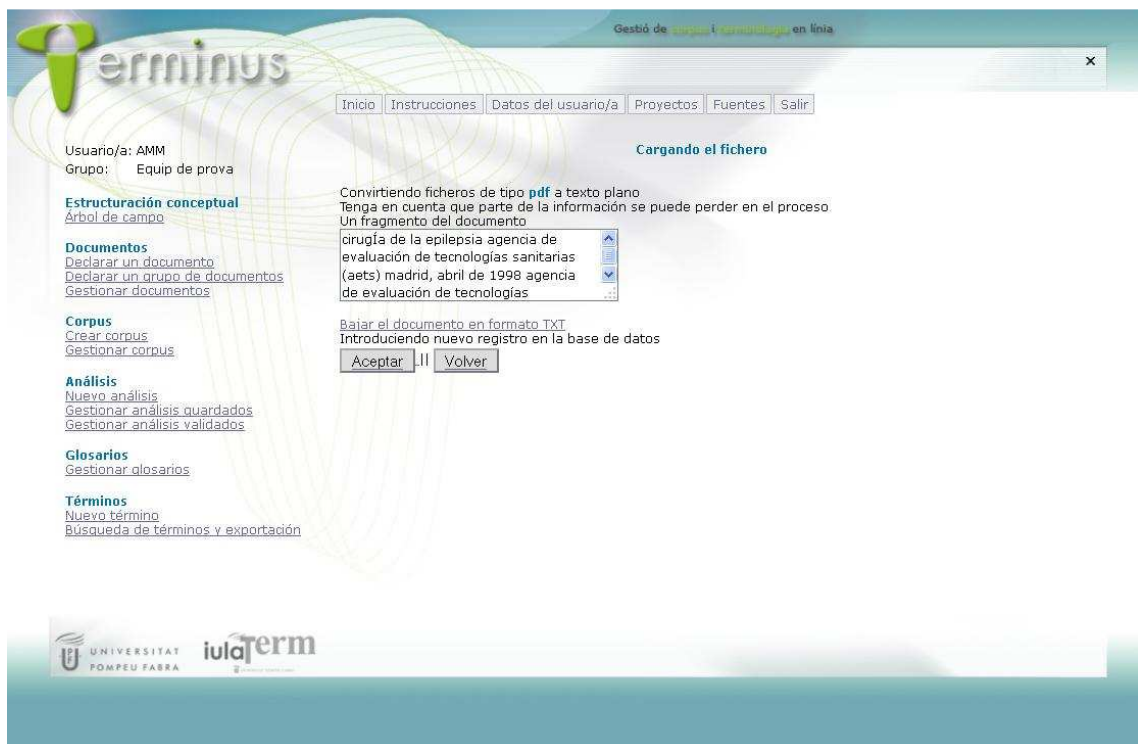 Gestió de corpus i terminologia en línia
Terminus
x
Inicio Instrucciones Datos del usuario/a Proyectos Fuentes Salir
Usuario/a: AMM
Grupo: Equip de prova
Estructuración conceptual
Árbol de campo
Documentos
Declarar un documento
Declarar un grupo de documentos
Gestionar documentos
Corpus
Crear corpus
Gestionar corpus
Análisis
Nuevo análisis
Gestionar análisis guardados
Gestionar análisis validados
Glosarios
Gestionar glosarios
Términos
Nuevo término
Búsqueda de términos y exportación
Cargando el fichero
Convirtiendo ficheros de tipo pdf a texto plano
Tenga en cuenta que parte de la información se puede perder en el proceso
Un fragmento del documento
cirugía de la epilepsia agencia de
evaluación de tecnologías sanitarias
(aets) madrid, abril de 1998 agencia
de evaluación de tecnologías
Bajar el documento en formato TXT
Introduciendo nuevo registro en la base de datos
Aceptar .|| Volver
UNIVERSITAT
POMPEU FABRA
iulaTerm